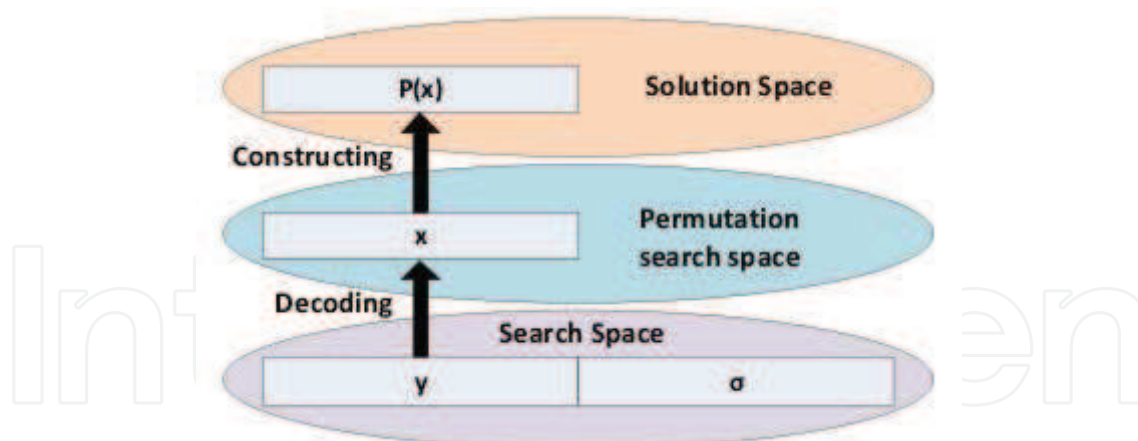 P(x)
Solution Space
Constructing
Permutation
search space
x
Decoding
Search Space
y
σ